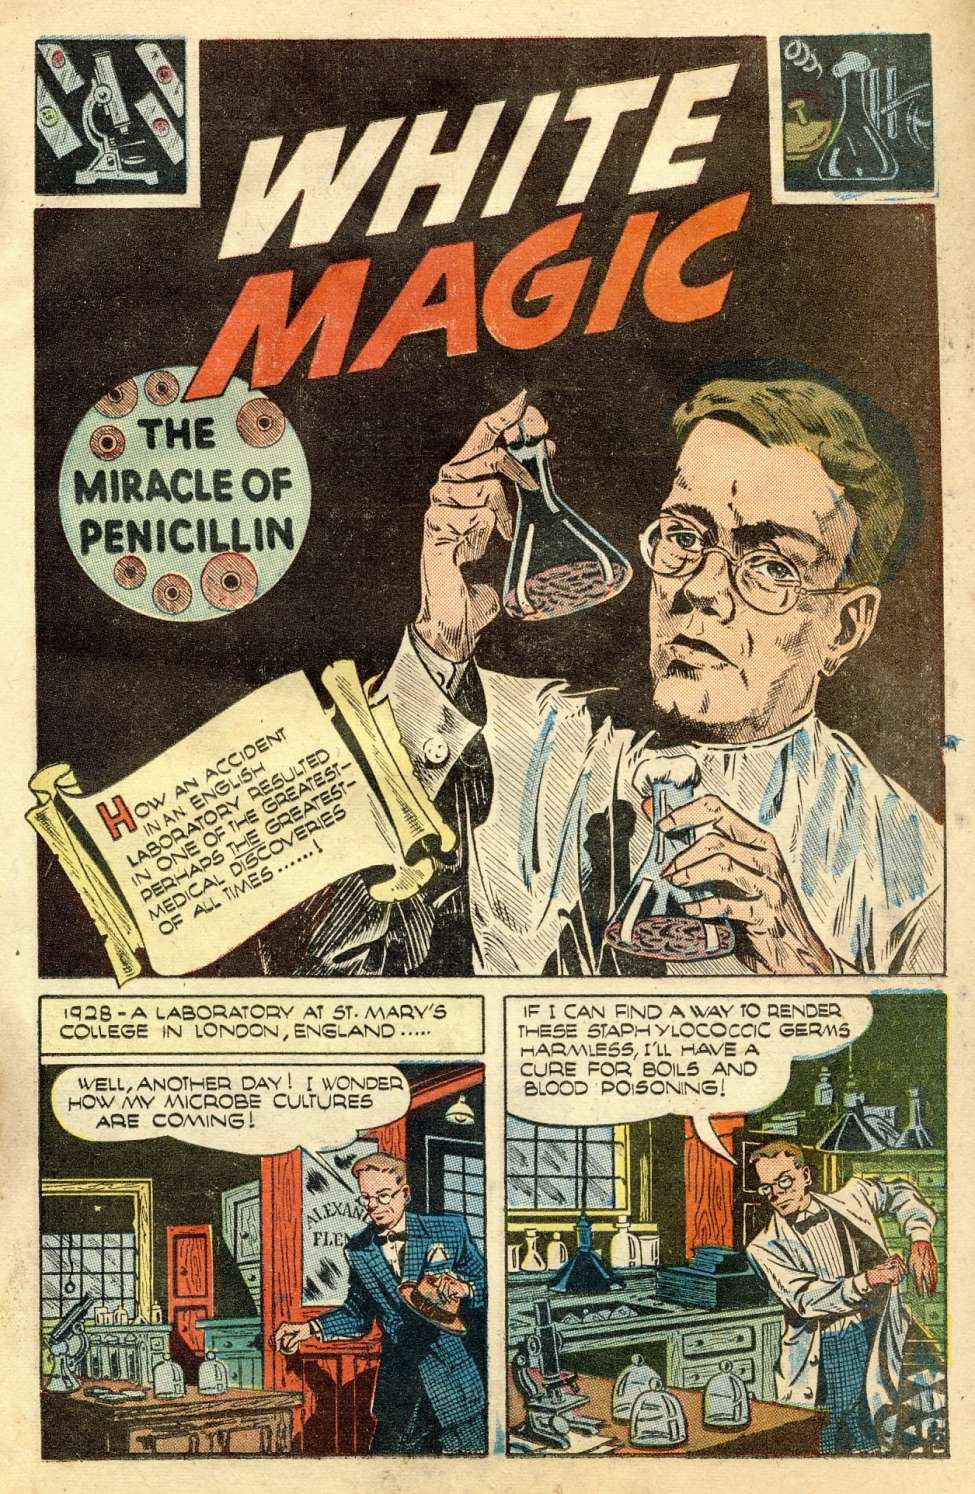 WHITE
MAGIC
THE
MIRACLE OF
PENICILLIN
HOW AN ACCIDENT
IN AN ENGLISH
LABORATORY RESULTED
IN ONE OF THE GREATEST—
PERHAPS THE GREATEST—
MEDICAL DISCOVERIES
OF ALL TIMES......!
1928-A LABORATORY AT ST. MARY'S
COLLEGE IN LONDON, ENGLAND.....
WELL, ANOTHER DAY! I WONDER
HOW MY MICROBE CULTURES
ARE COMING!
ALEXAN
FLEM
IF I CAN FIND A WAY TO RENDER
THESE STAPHYLOCOCCIC GERMS
HARMLESS, I'LL HAVE A
CURE FOR BOILS AND
BLOOD POISONING!